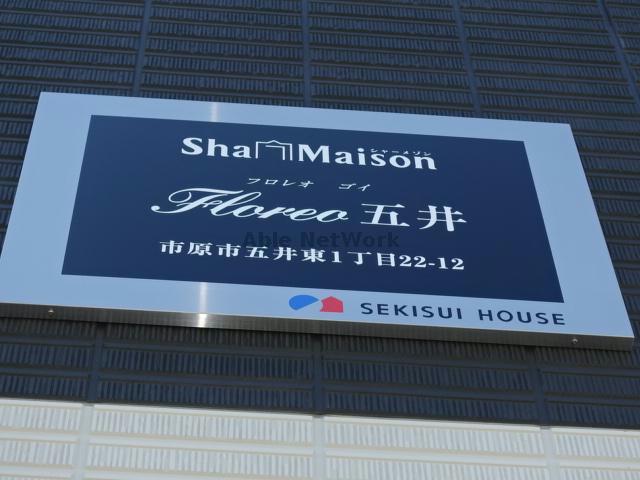 シャーメゾン
Sha Maison
フロレオ ゴイ
Floreo 五井
Able NetWork
市原市五井東1丁目22-12
SEKISUI HOUSE